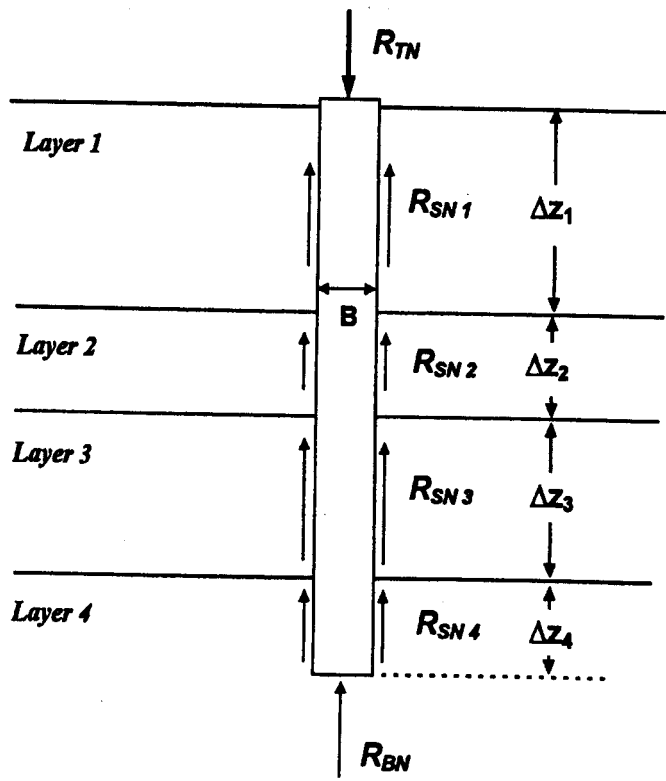 R_TN
Layer 1
R_SN 1
Δz₁
B
Layer 2
R_SN 2
Δz₂
Layer 3
R_SN 3
Δz₃
Layer 4
R_SN 4
Δz₄
R_BN